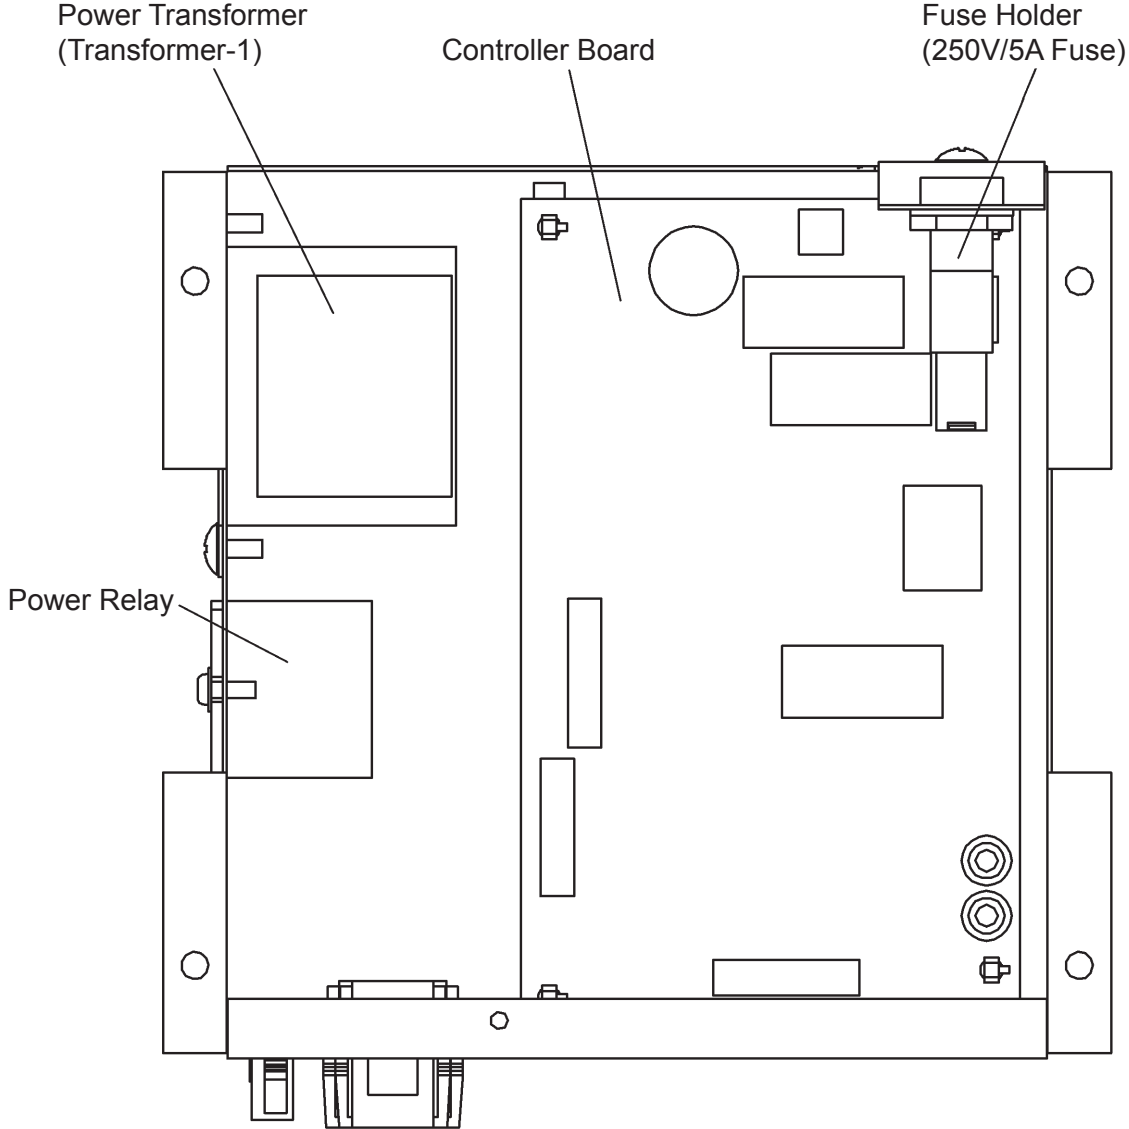 Power Transformer
(Transformer-1)
Controller Board
Fuse Holder
(250V/5A Fuse)
Power Relay